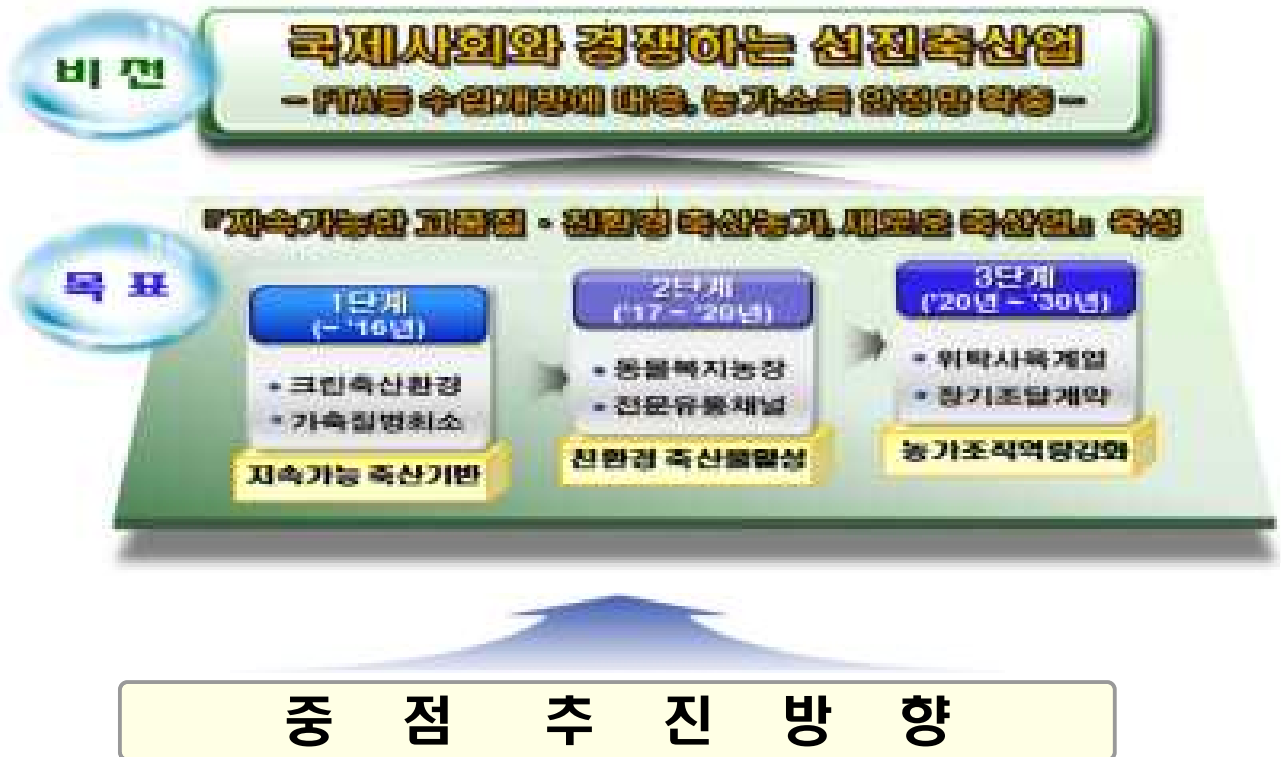 비 전
국제사회와 경쟁하는 선진축산업
- FTA등 수입개방에 대응, 농가소득 안정망 확충 -
목 표
『지속가능한 고품질·친환경 축산농가, 새로운 축산업』 육성
1단계
(~ '16년)
• 크린축산환경
• 가축질병최소
지속가능 축산기반
2단계
('17 ~ '20년)
• 동물복지농장
• 전문유통채널
친환경 축산물활성
3단계
('20년 ~ '30년)
• 위탁사육계열
• 장기조달계약
농가조직역량강화
중 점 추 진 방 향